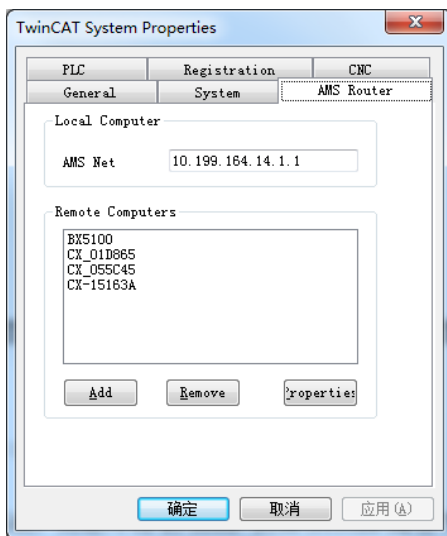 TwinCAT System Properties
PLC Registration CNC
General System AMS Router
Local Computer
AMS Net 10.199.164.14.1.1
Remote Computers
BX5100
CX_01D865
CX_055C45
CX-15163A
Add Remove Properties
确定 取消 应用(A)